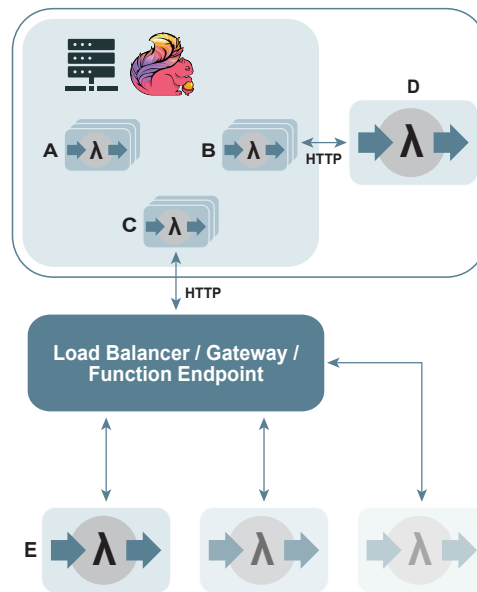 D
A λ
B λ
HTTP
λ
C λ
HTTP
Load Balancer / Gateway /
Function Endpoint
E λ
λ
λ